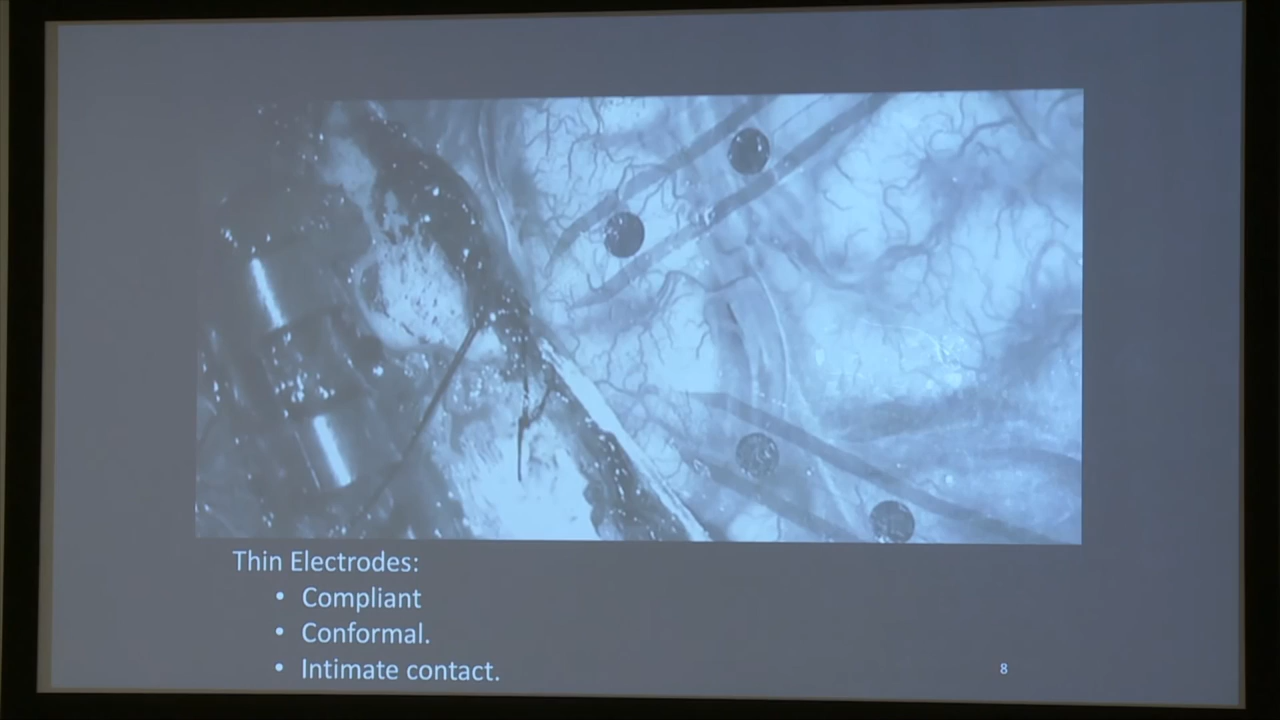 Thin Electrodes:
• Compliant
• Conformal.
• Intimate contact.
8